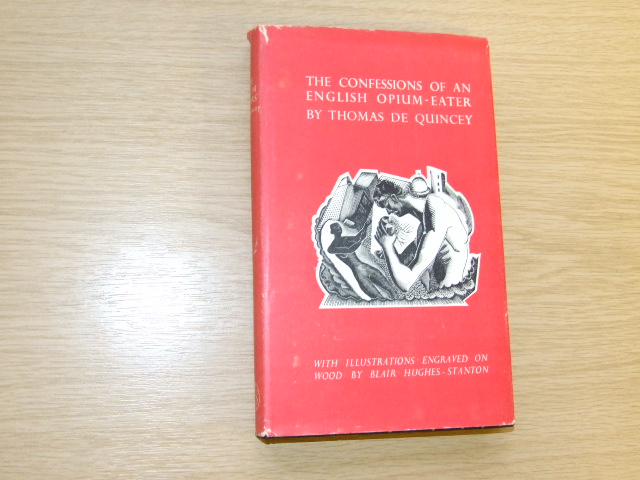 THE CONFESSIONS OF AN
ENGLISH OPIUM-EATER
BY THOMAS DE QUINCEY
WITH ILLUSTRATIONS ENGRAVED ON
WOOD BY BLAIR HUGHES-STANTON